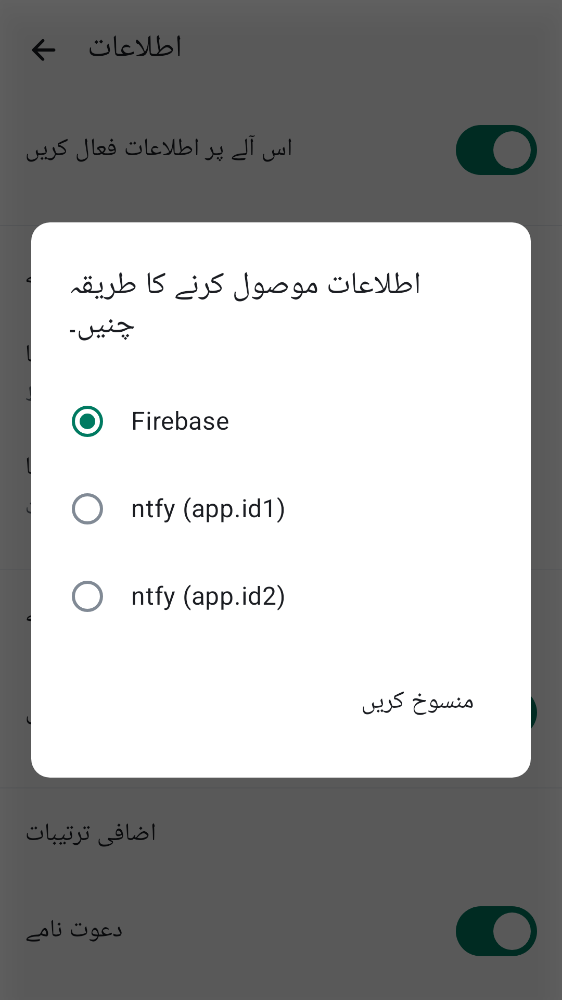 اطلاعات
اس آلے پر اطلاعات فعال کریں
اطلاعات موصول کرنے کا طریقہ
چنیں۔
Firebase
ntfy (app.id1)
ntfy (app.id2)
منسوخ کریں
اضافی ترتیبات
دعوت نامے